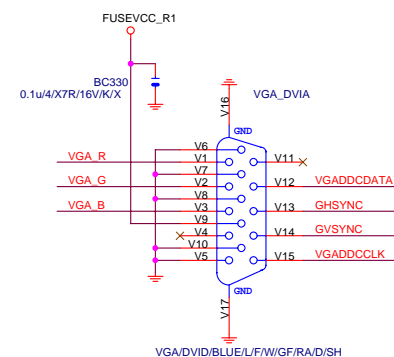 FUSEVCC_R1
BC330
0.1u/4/X7R/16V/K/X
V16
VGA_DVIA
GND
V6
VGA_R V1 V11
V7
VGA_G V2 V12 VGADDCDATA
V8
VGA_B V3 V13 GHSYNC
V9
V4 V14 GVSYNC
V10
V5 V15 VGADDCCLK
GND
V17
VGA/DVID/BLUE/L/F/W/GF/RA/D/SH